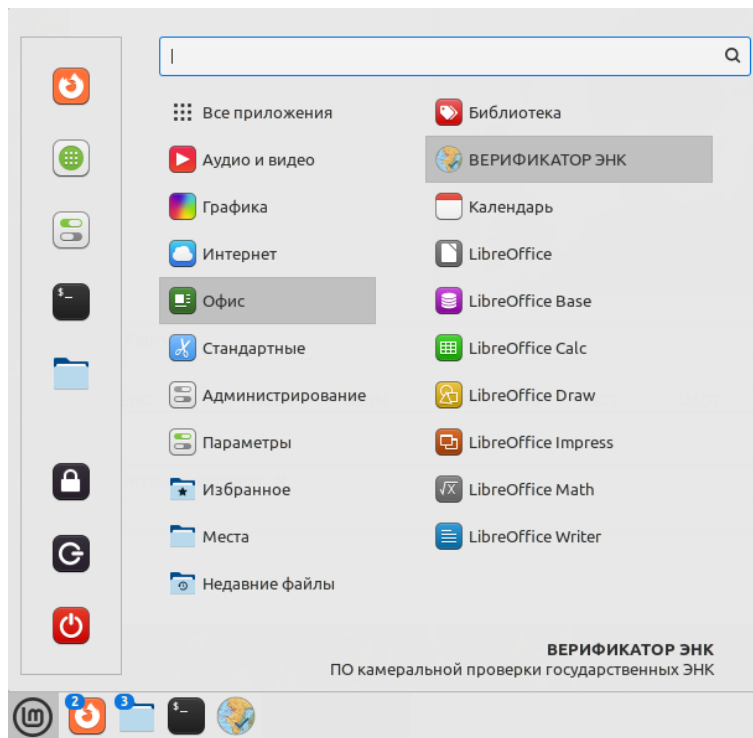 Все приложения
Аудио и видео
Графика
Интернет
Офис
Стандартные
Администрирование
Параметры
Избранное
Места
Недавние файлы
Библиотека
ВЕРИФИКАТОР ЭНК
Календарь
LibreOffice
LibreOffice Base
LibreOffice Calc
LibreOffice Draw
LibreOffice Impress
LibreOffice Math
LibreOffice Writer
ВЕРИФИКАТОР ЭНК
ПО камеральной проверки государственных ЭНК
2
3